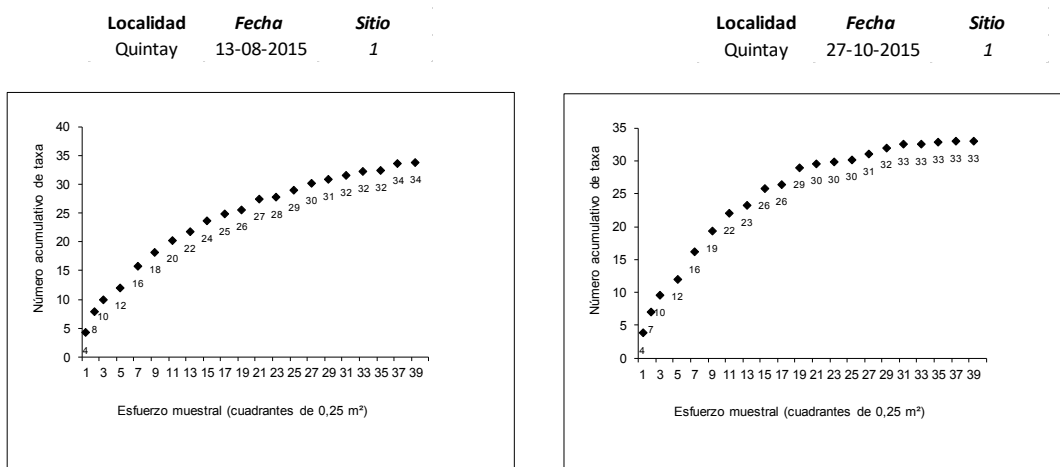 Localidad Fecha Sitio
Quintay 13-08-2015 1
40
35
30
25
20
15
10
5
0
Número acumulativo de taxa
4 8 10 12 16 18 20 22 24 25 26 27 28 29 30 31 32 32 32 34 34
1 3 5 7 9 11 13 15 17 19 21 23 25 27 29 31 33 35 37 39
Esfuerzo muestral (cuadrantes de 0,25 m²)
Localidad Fecha Sitio
Quintay 27-10-2015 1
35
30
25
20
15
10
5
0
Número acumulativo de taxa
4 7 10 12 16 19 22 23 26 26 29 30 30 30 31 32 33 33 33 33 33
1 3 5 7 9 11 13 15 17 19 21 23 25 27 29 31 33 35 37 39
Esfuerzo muestral (cuadrantes de 0,25 m²)